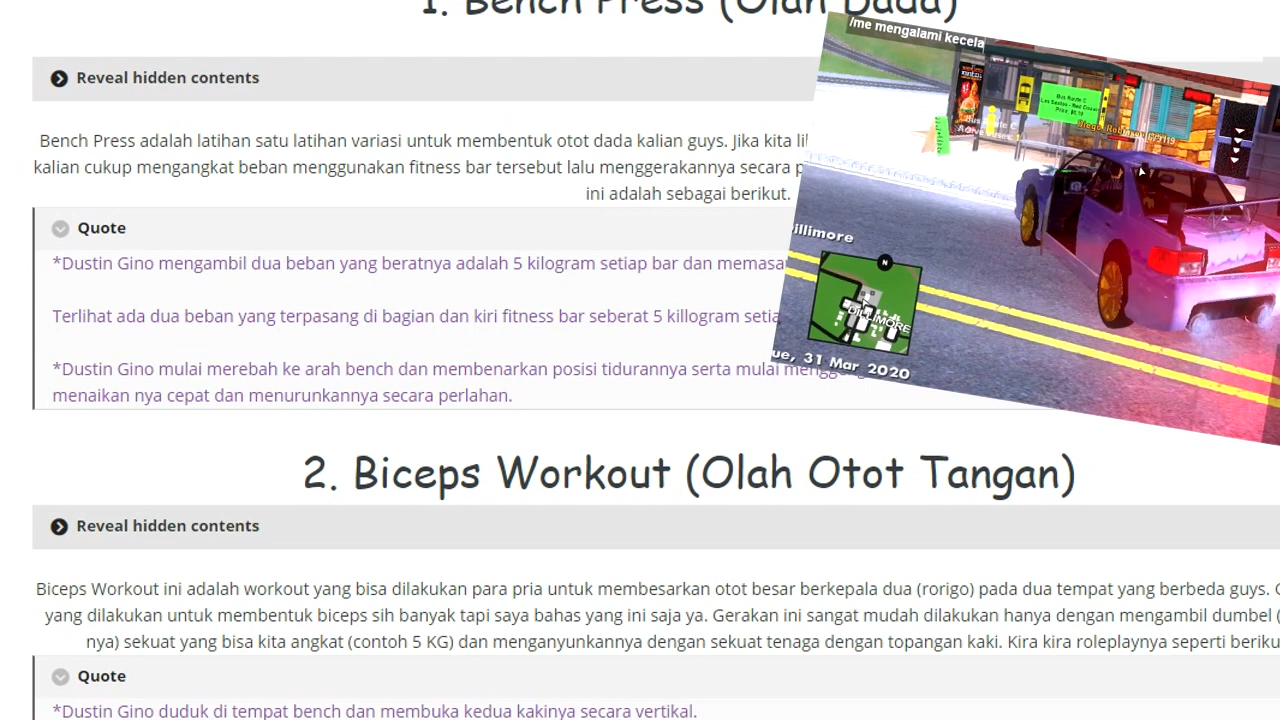 1. Bench Press (Olah Dada)
Reveal hidden contents
Bench Press adalah latihan satu latihan variasi untuk membentuk otot dada kalian guys. Jika kita
kalian cukup mengangkat beban menggunakan fitness bar tersebut lalu menggerakannya secara
ini adalah sebagai berikut.
Quote
*Dustin Gino mengambil dua beban yang beratnya adalah 5 kilogram setiap bar dan
Terlihat ada dua beban yang terpasang di bagian dan kiri fitness bar seberat 5 killogram
*Dustin Gino mulai merebah ke arah bench dan membenarkan posisi tidurannya serta mulai
menaikan nya cepat dan menurunkannya secara perlahan.
/me mengalami kecela
Bus Route C
Los Santos - Red County
Diego
illimore
N
DILLIMORE
ue, 31 Mar 2020
2. Biceps Workout (Olah Otot Tangan)
Reveal hidden contents
Biceps Workout ini adalah workout yang bisa dilakukan para pria untuk membesarkan otot besar berkepala dua (rorigo) pada dua tempat yang berbeda guys.
yang dilakukan untuk membentuk biceps sih banyak tapi saya bahas yang ini saja ya. Gerakan ini sangat mudah dilakukan hanya dengan mengambil dumbel (
nya) sekuat yang bisa kita angkat (contoh 5 KG) dan menganyunkannya dengan sekuat tenaga dengan topangan kaki. Kira kira roleplaynya seperti beriku
Quote
*Dustin Gino duduk di tempat bench dan membuka kedua kakinya secara vertikal.